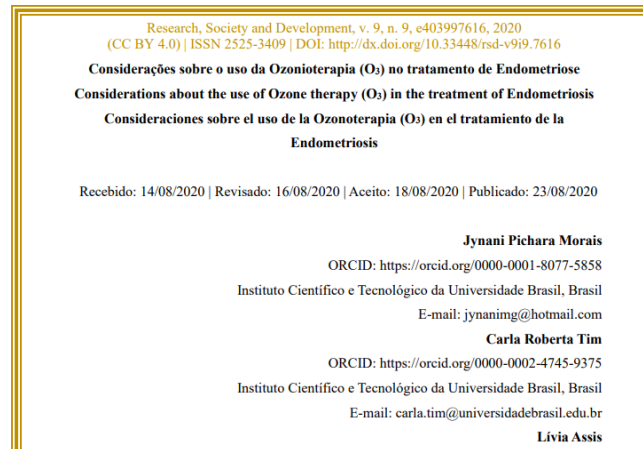 Research, Society and Development, v. 9, n. 9, e403997616, 2020
(CC BY 4.0) | ISSN 2525-3409 | DOI: http://dx.doi.org/10.33448/rsd-v9i9.7616
Considerações sobre o uso da Ozonioterapia (O₃) no tratamento de Endometriose
Considerations about the use of Ozone therapy (O₃) in the treatment of Endometriosis
Consideraciones sobre el uso de la Ozonoterapia (O₃) en el tratamiento de la
Endometriosis
Recebido: 14/08/2020 | Revisado: 16/08/2020 | Aceito: 18/08/2020 | Publicado: 23/08/2020
Jynani Pichara Morais
ORCID: https://orcid.org/0000-0001-8077-5858
Instituto Científico e Tecnológico da Universidade Brasil, Brasil
E-mail: jynanimg@hotmail.com
Carla Roberta Tim
ORCID: https://orcid.org/0000-0002-4745-9375
Instituto Científico e Tecnológico da Universidade Brasil, Brasil
E-mail: carla.tim@universidadebrasil.edu.br
Lívia Assis